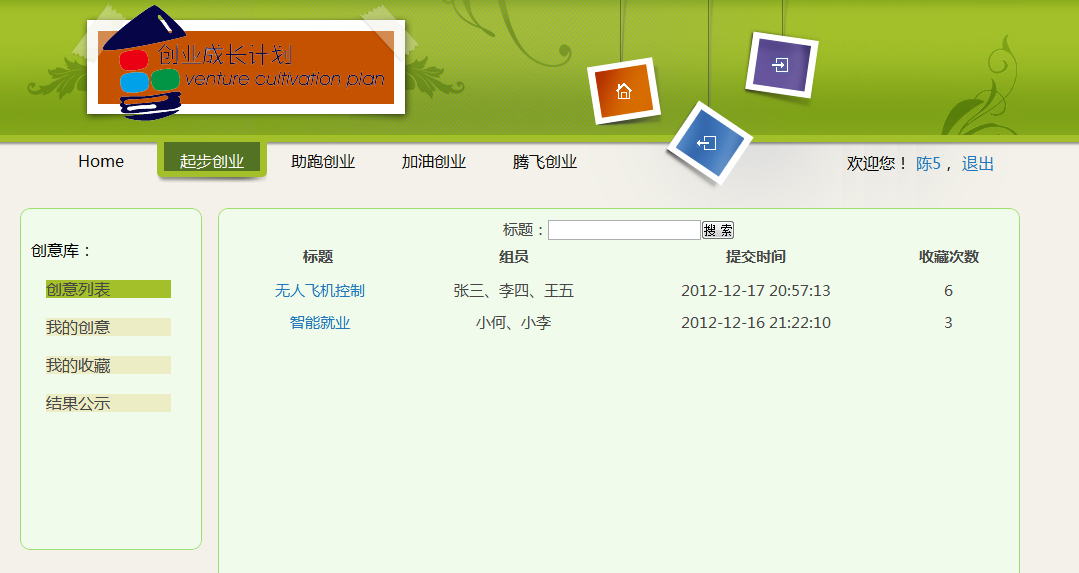 创业成长计划
venture cultivation plan
Home 起步创业 助跑创业 加油创业 腾飞创业 欢迎您！ 陈5 ， 退出
创意库：
创意列表
我的创意
我的收藏
结果公示
标题： 搜 索
标题 组员 提交时间 收藏次数
无人飞机控制 张三、李四、王五 2012-12-17 20:57:13 6
智能就业 小何、小李 2012-12-16 21:22:10 3